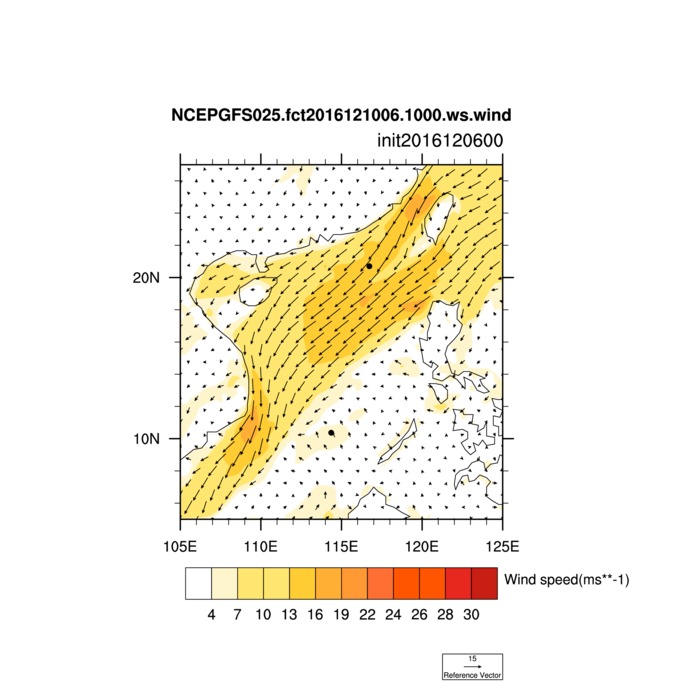 NCEPGFS025.fct2016121006.1000.ws.wind
init2016120600
20N
10N
105E 110E 115E 120E 125E
Wind speed(ms**-1)
4 7 10 13 16 19 22 24 26 28 30
15
Reference Vector